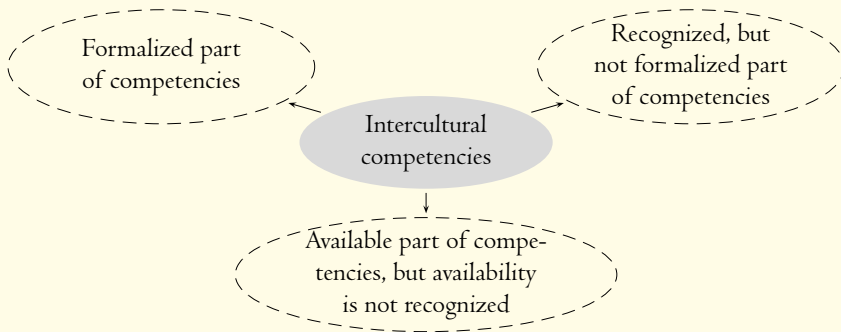 Formalized part
of competencies
Recognized, but
not formalized part
of competencies
Intercultural
competencies
Available part of compe-
tencies, but availability
is not recognized